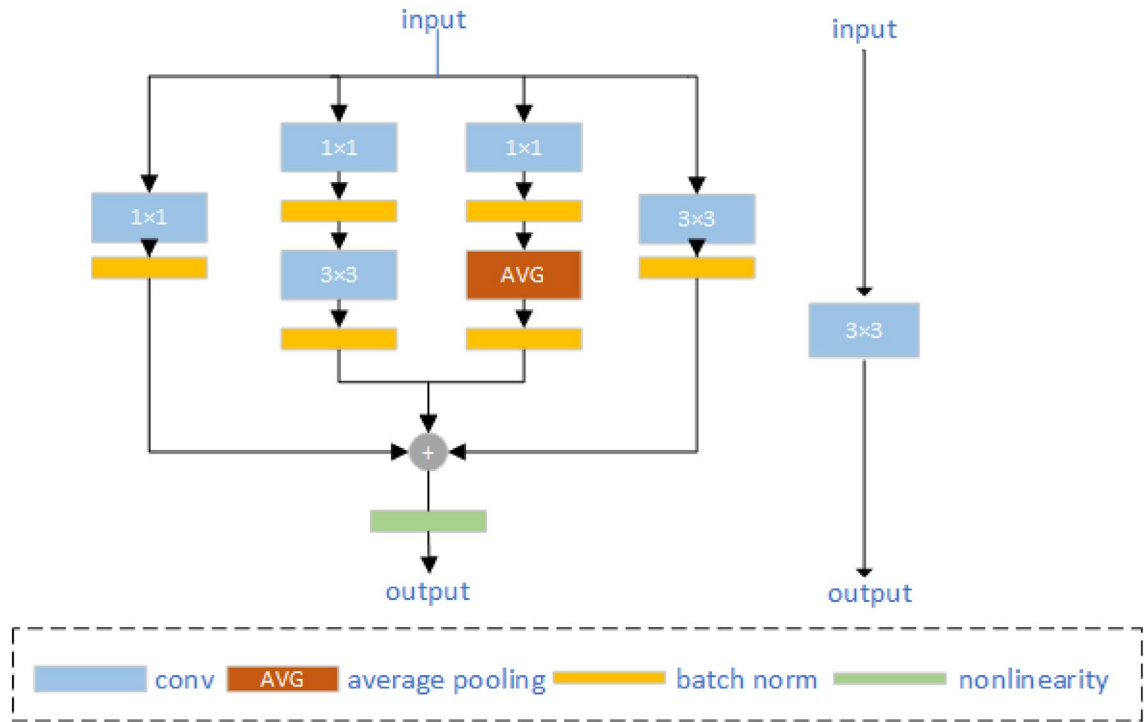 input
input
1×1
1×1
1×1
3×3
3×3
AVG
3×3
+
output
output
conv
AVG
average pooling
batch norm
nonlinearity